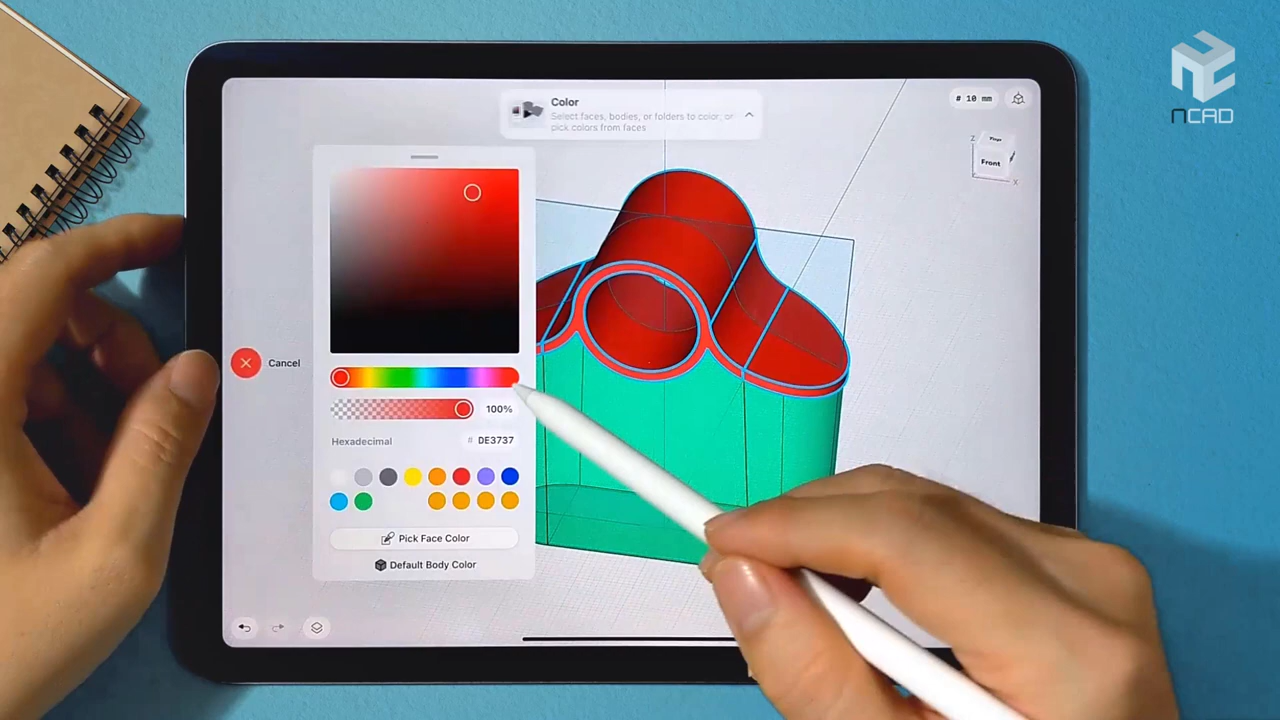 NCAD
Color
Select faces, bodies, or folders to color, or
pick colors from faces
# 10 mm
Z
Front
X
Cancel
100%
Hexadecimal
# DE3737
Pick Face Color
Default Body Color